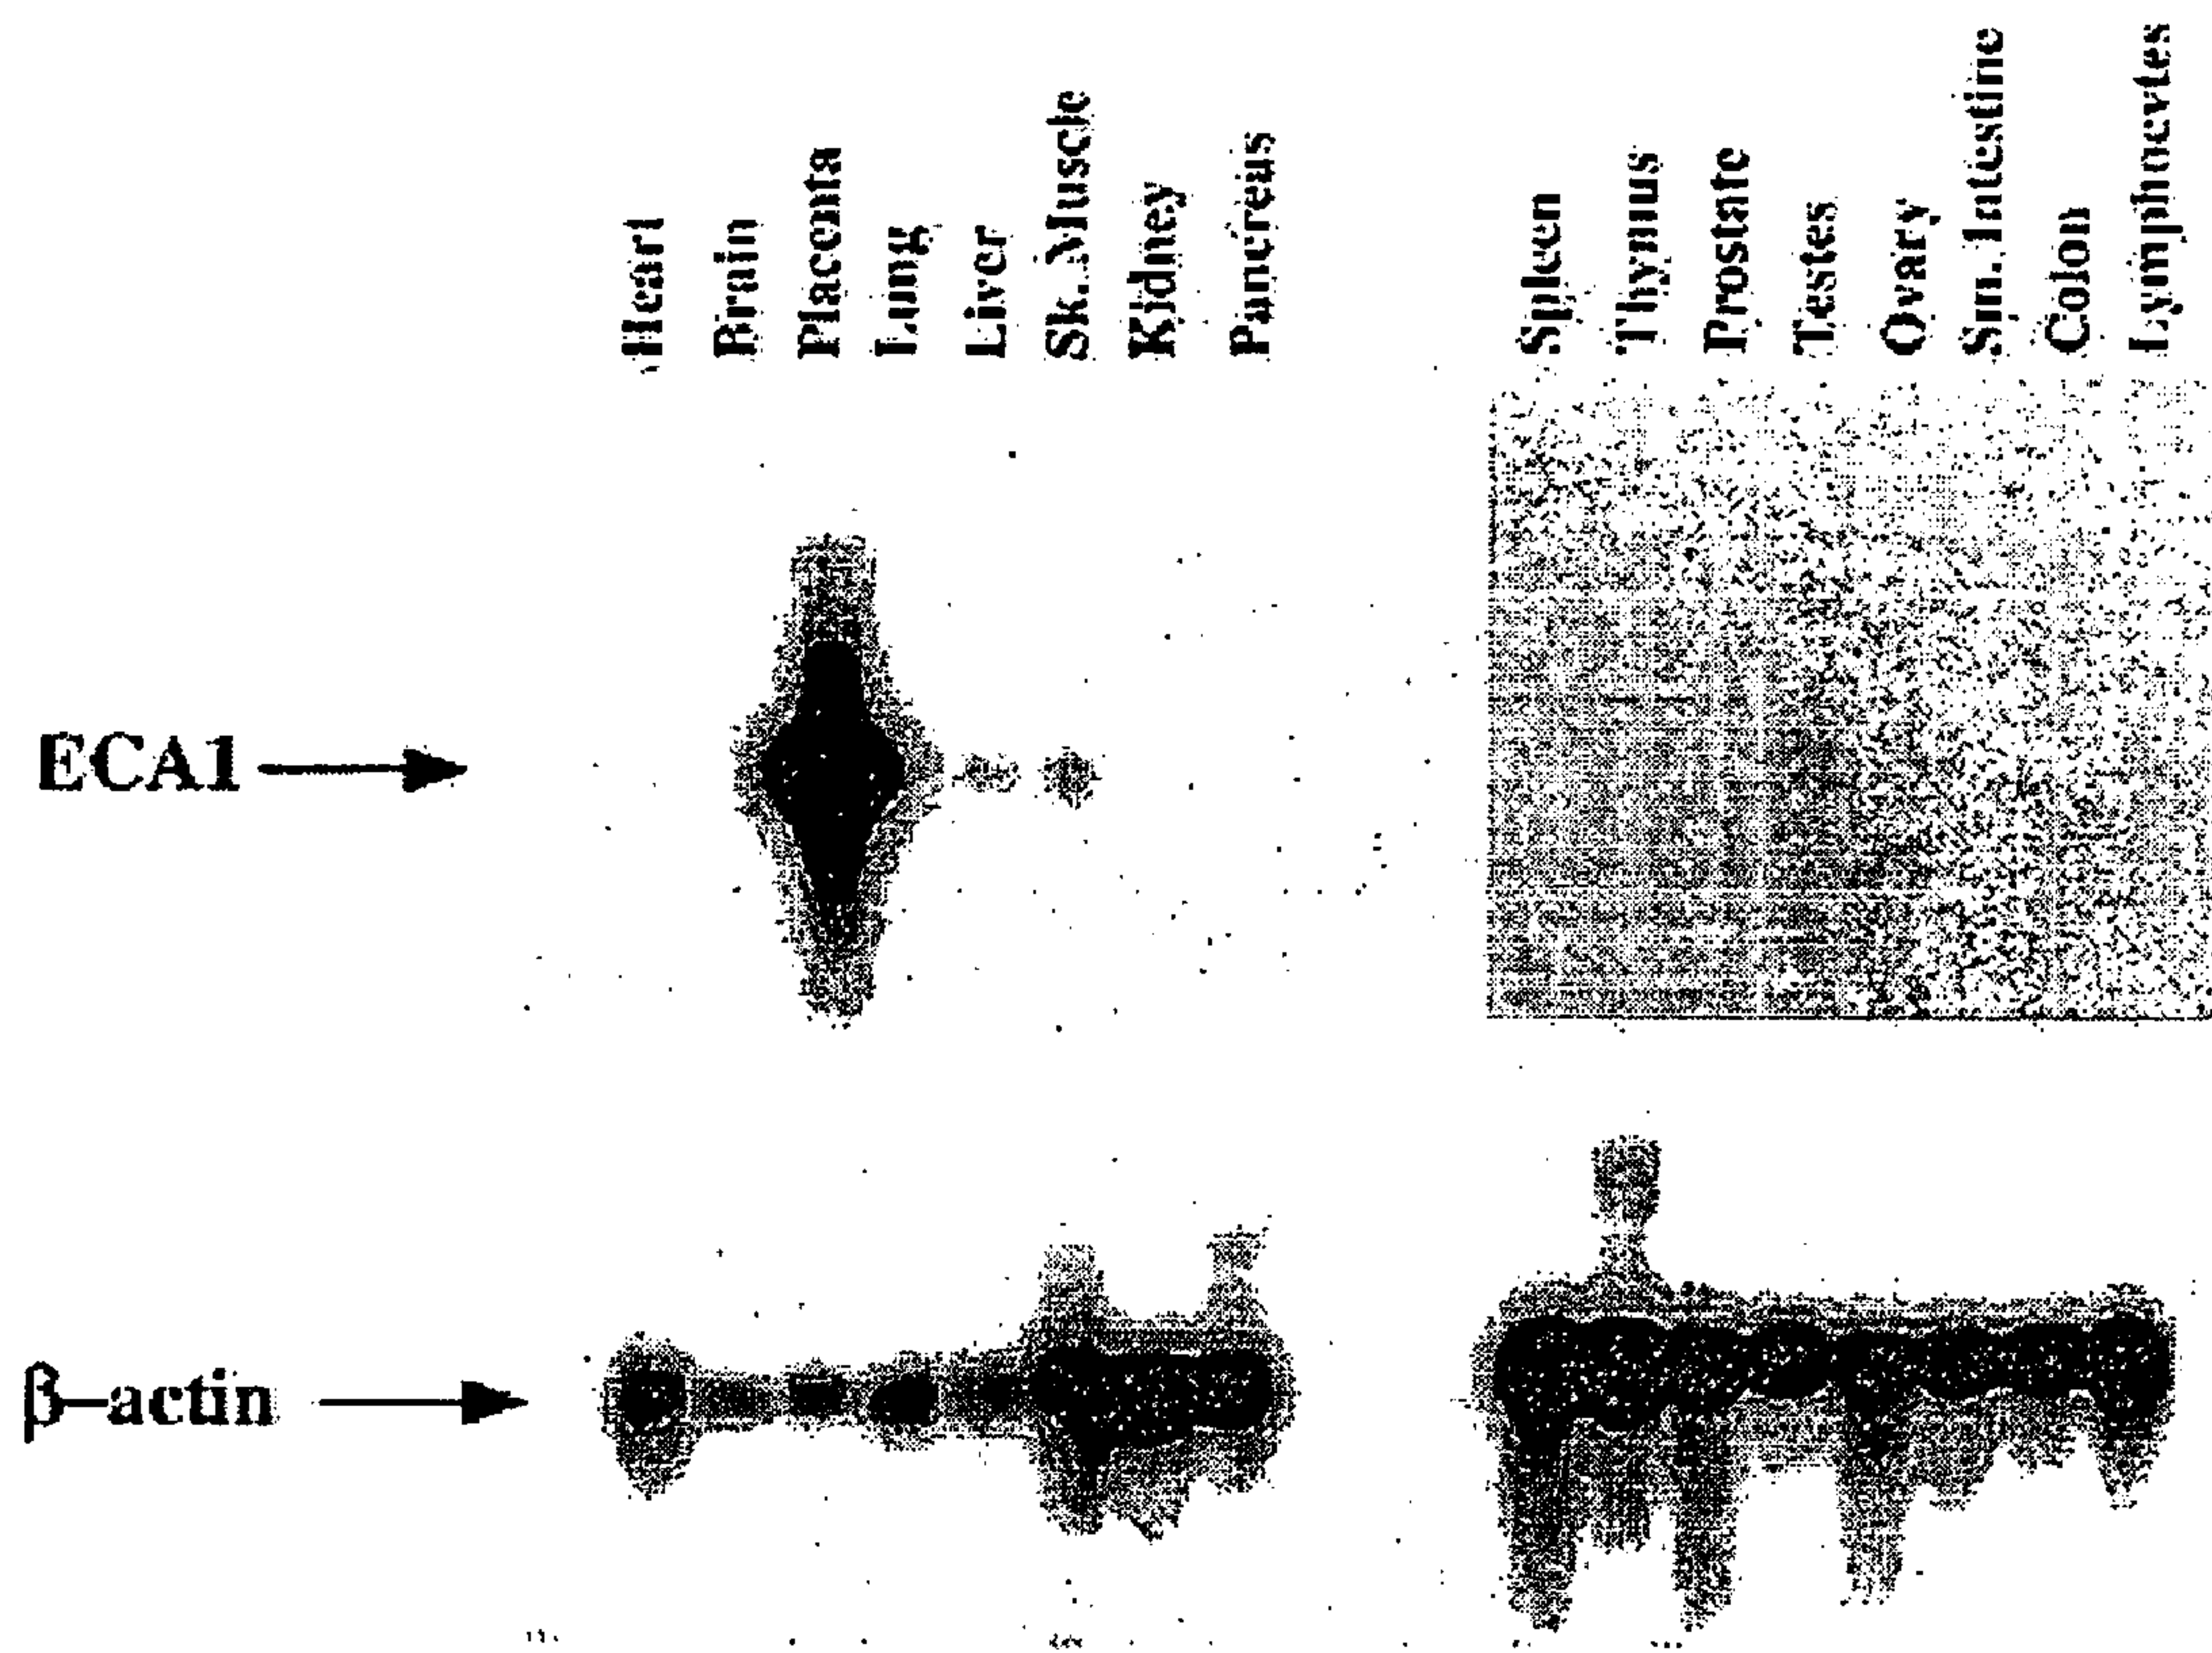 Heart
Brain
Placenta
Lung
Liver
Sk.Muscle
Kidney
Pancreas
Spleen
Thymus
Prostate
Testes
Ovary
Sm.Intestine
Colon
Lymphocytes
ECA1
β–actin